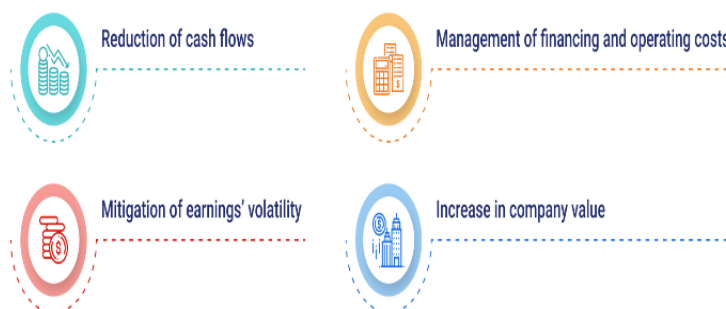 Reduction of cash flows
Management of financing and operating costs
Mitigation of earnings’ volatility
Increase in company value